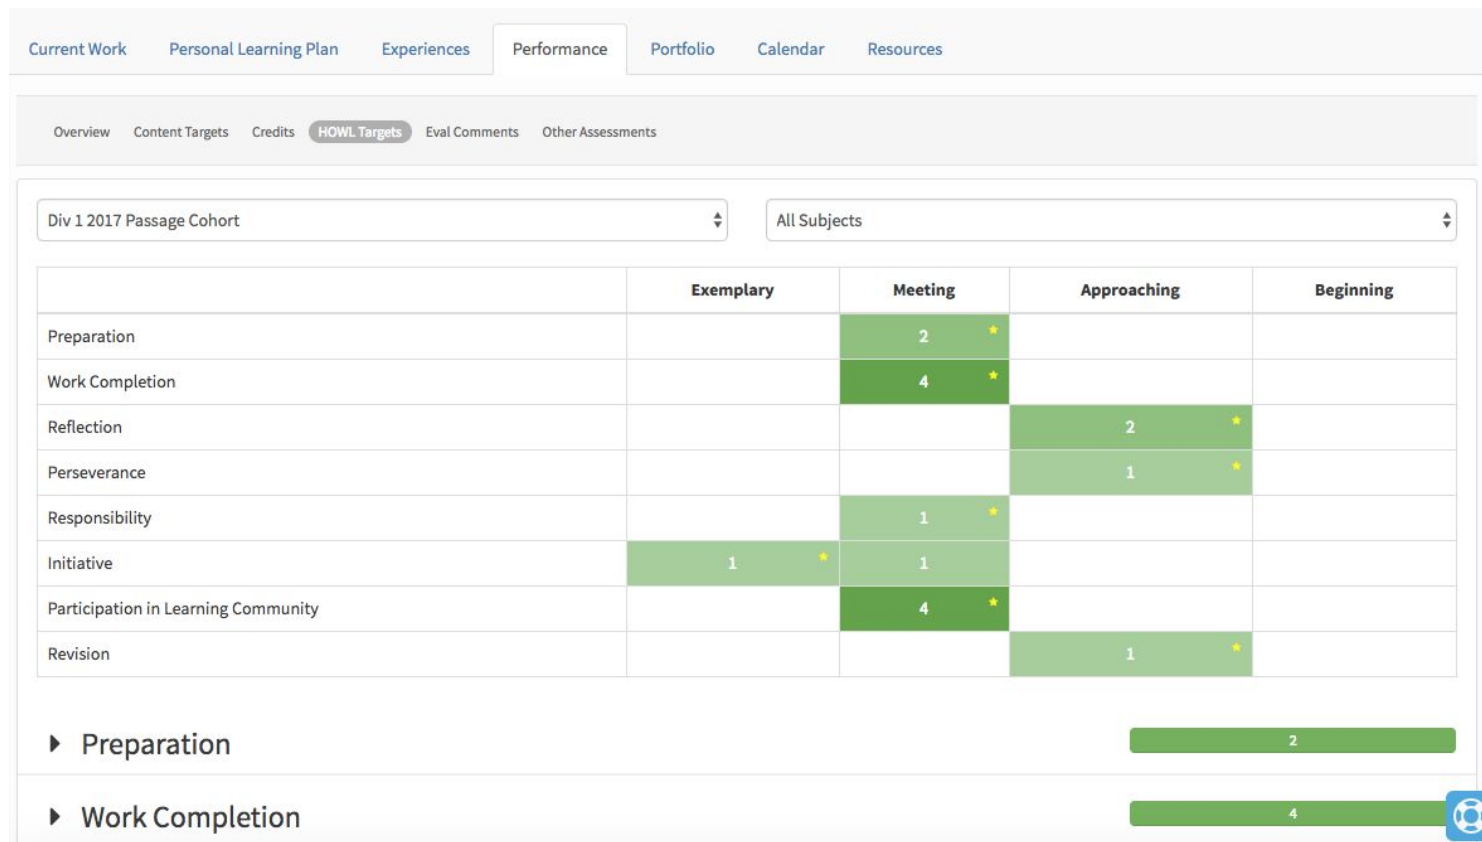 Current Work Personal Learning Plan Experiences Performance Portfolio Calendar Resources
Overview Content Targets Credits HOWL Targets Eval Comments Other Assessments
Div 1 2017 Passage Cohort All Subjects
Exemplary Meeting Approaching Beginning
Preparation 2
Work Completion 4
Reflection 2
Perseverance 1
Responsibility 1
Initiative 1 1
Participation in Learning Community 4
Revision 1
Preparation 2
Work Completion 4